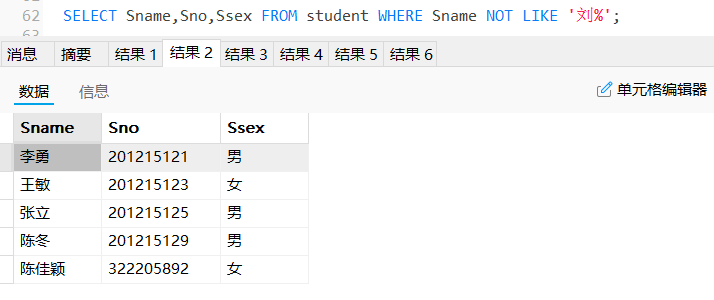 62
62 SELECT Sname,Sno,Ssex FROM student WHERE Sname NOT LIKE '刘%';
63
消息 摘要 结果 1 结果 2 结果 3 结果 4 结果 5 结果 6
数据 信息 单元格编辑器
Sname Sno Ssex
李勇 201215121 男
王敏 201215123 女
张立 201215125 男
陈冬 201215129 男
陈佳颖 322205892 女